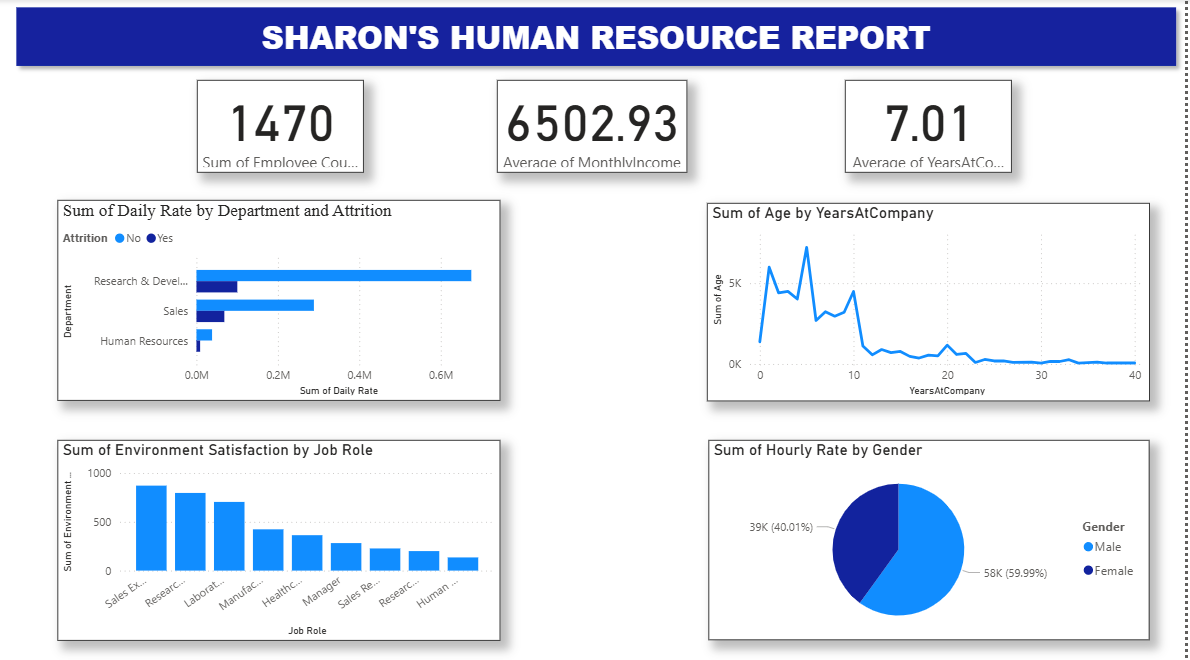 SHARON'S HUMAN RESOURCE REPORT
1470
Sum of Employee Cou...
6502.93
Average of MonthlyIncome
7.01
Average of YearsAtCo...
Sum of Daily Rate by Department and Attrition
Attrition No Yes
Department
Research & Devel...
Sales
Human Resources
0.0M 0.2M 0.4M 0.6M
Sum of Daily Rate
Sum of Age by YearsAtCompany
Sum of Age
5K
0K
0 10 20 30 40
YearsAtCompany
Sum of Environment Satisfaction by Job Role
Sum of Environment...
1000
500
0
Sales Ex... Researc... Laborat... Manufac... Healthc... Manager Sales Re... Researc... Human ...
Job Role
Sum of Hourly Rate by Gender
39K (40.01%)
58K (59.99%)
Gender
Male
Female